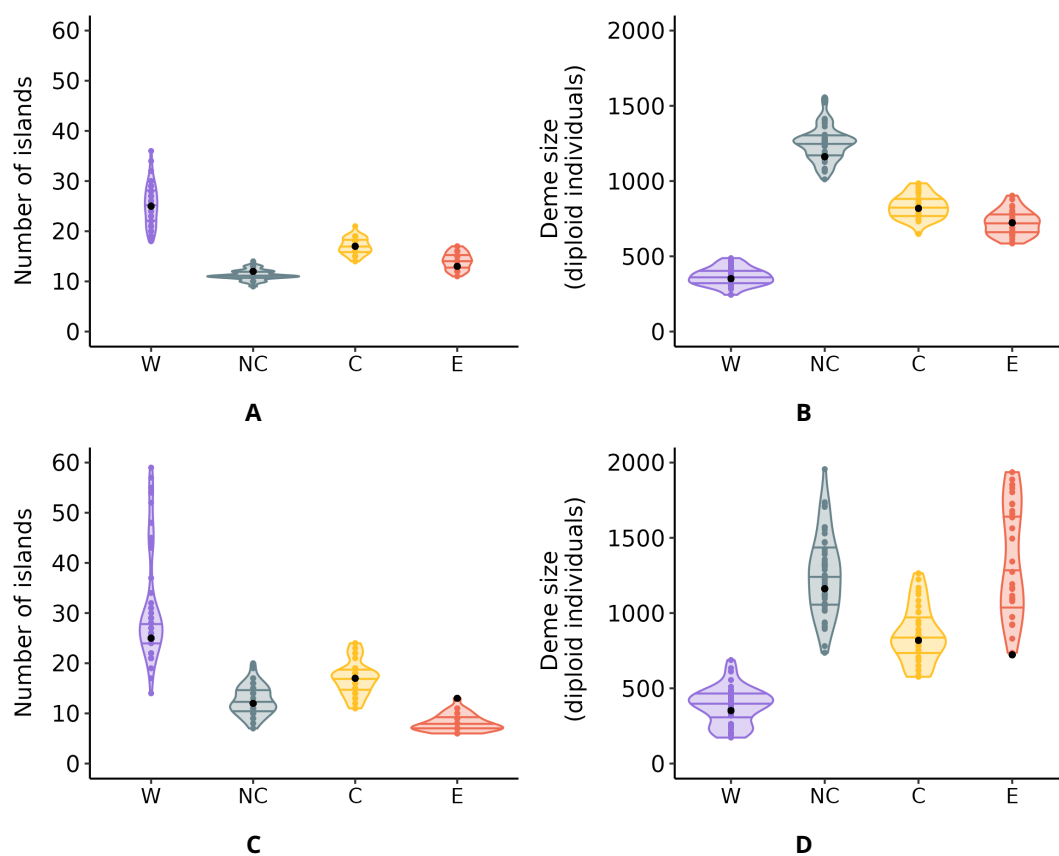 60
50
40
30
20
10
0
Number of islands
W NC C E
A
2000
1500
1000
500
0
Deme size
(diploid individuals)
W NC C E
B
60
50
40
30
20
10
0
Number of islands
W NC C E
C
2000
1500
1000
500
0
Deme size
(diploid individuals)
W NC C E
D